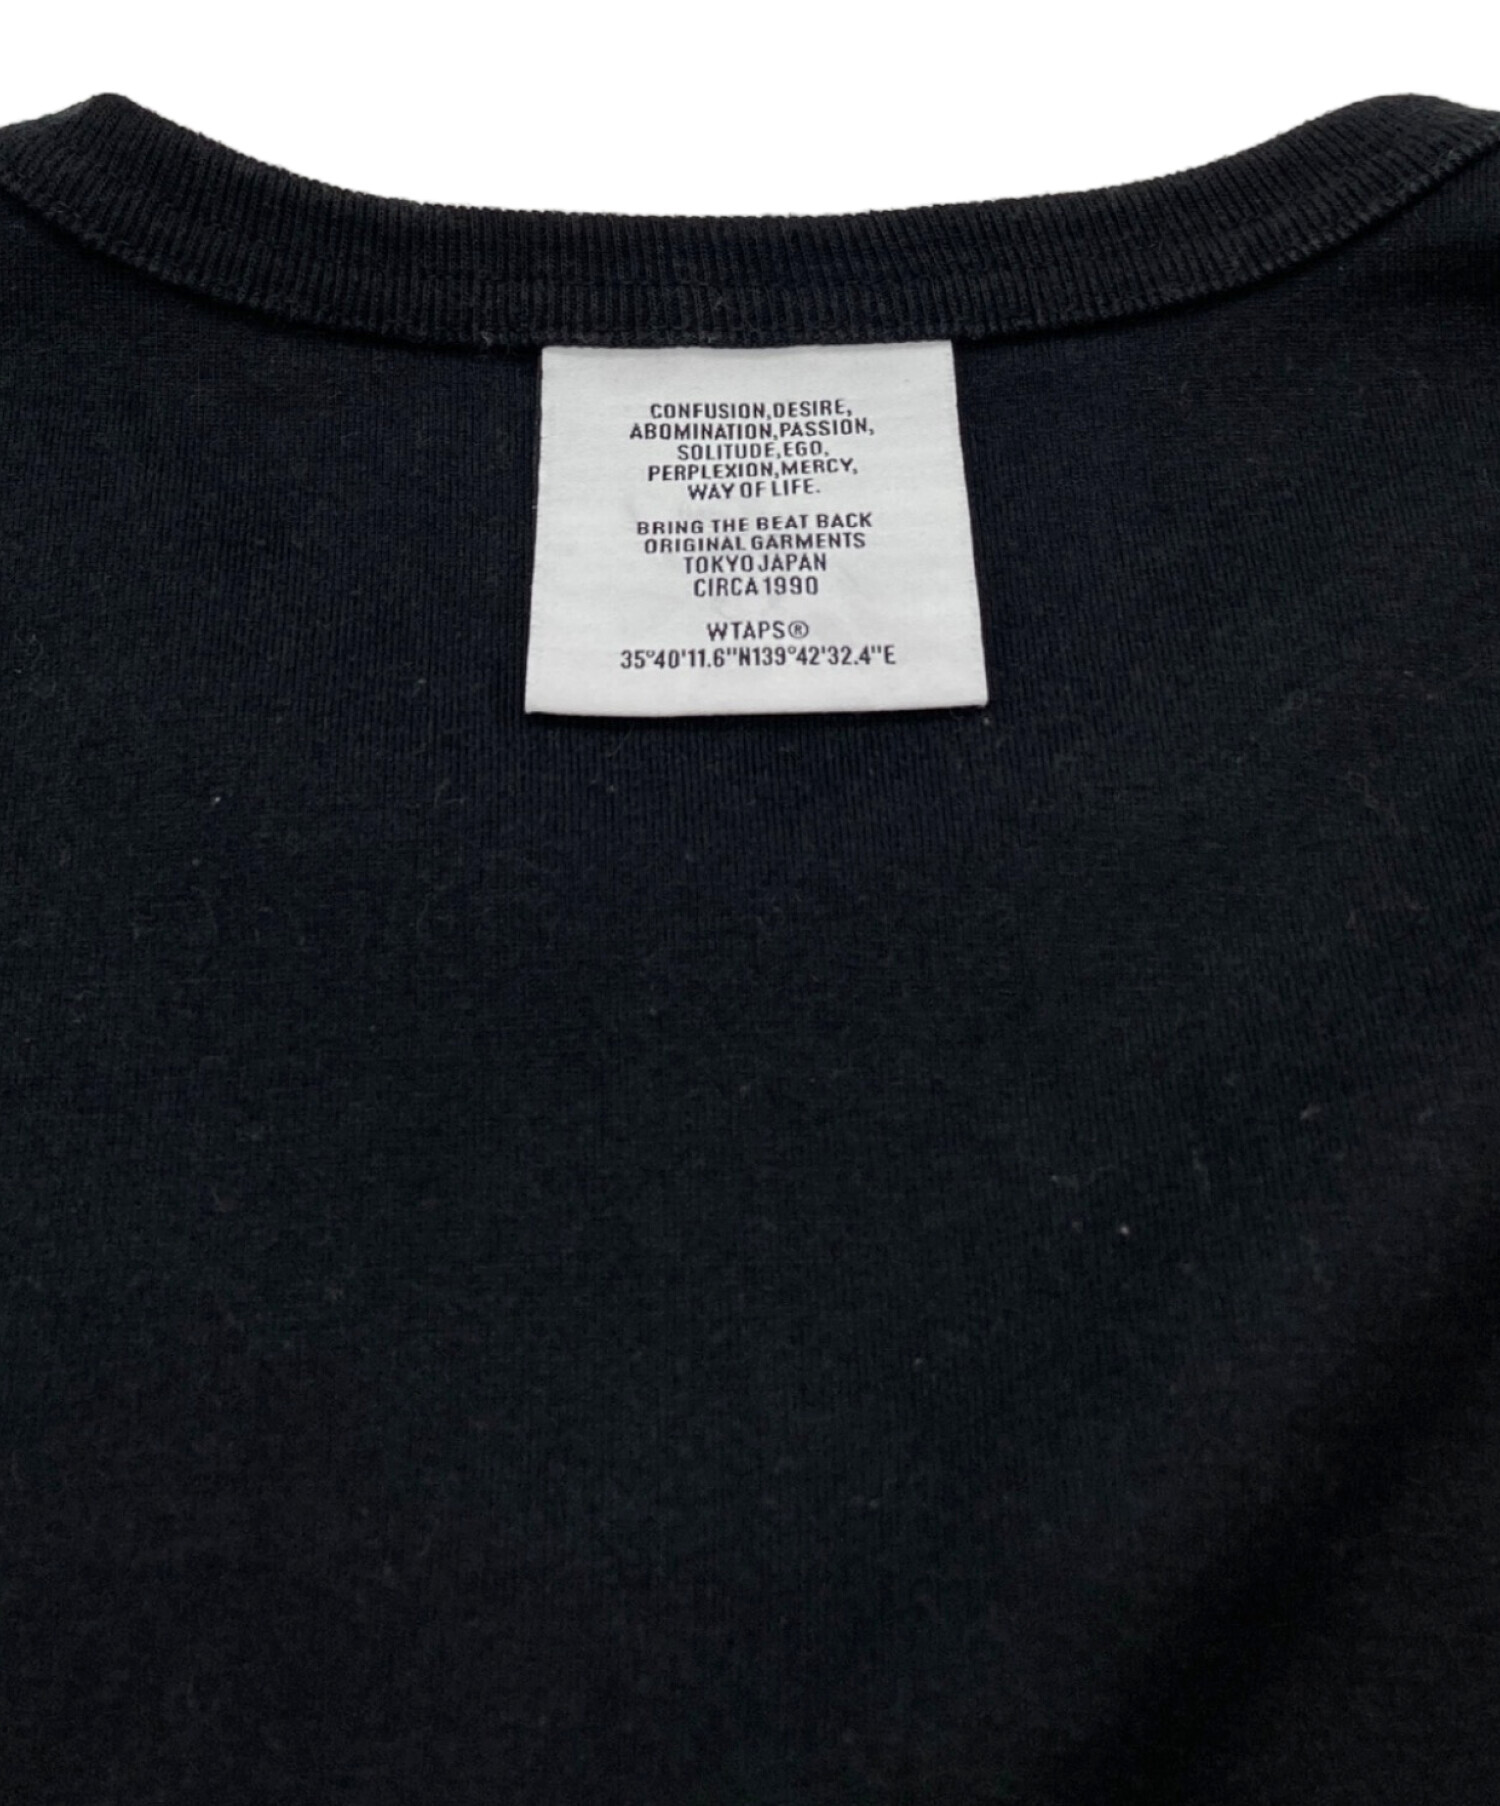 CONFUSION,DESIRE,
ABOMINATION,PASSION,
SOLITUDE,EGO,
PERPLEXION,MERCY,
WAY OF LIFE.
BRING THE BEAT BACK
ORIGINAL GARMENTS
TOKYO JAPAN
CIRCA 1990
WTAPS®
35°40'11.6"N139°42'32.4"E